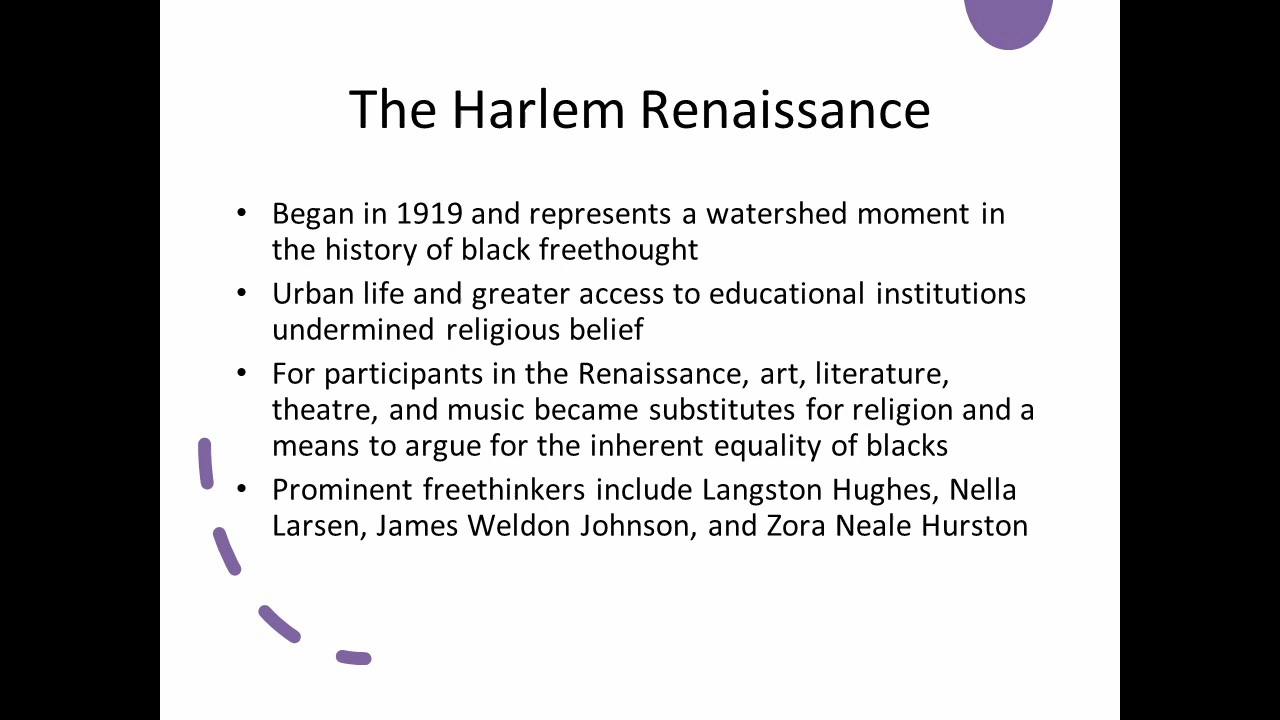 The Harlem Renaissance
• Began in 1919 and represents a watershed moment in
the history of black freethought
• Urban life and greater access to educational institutions
undermined religious belief
• For participants in the Renaissance, art, literature,
theatre, and music became substitutes for religion and a
means to argue for the inherent equality of blacks
• Prominent freethinkers include Langston Hughes, Nella
Larsen, James Weldon Johnson, and Zora Neale Hurston